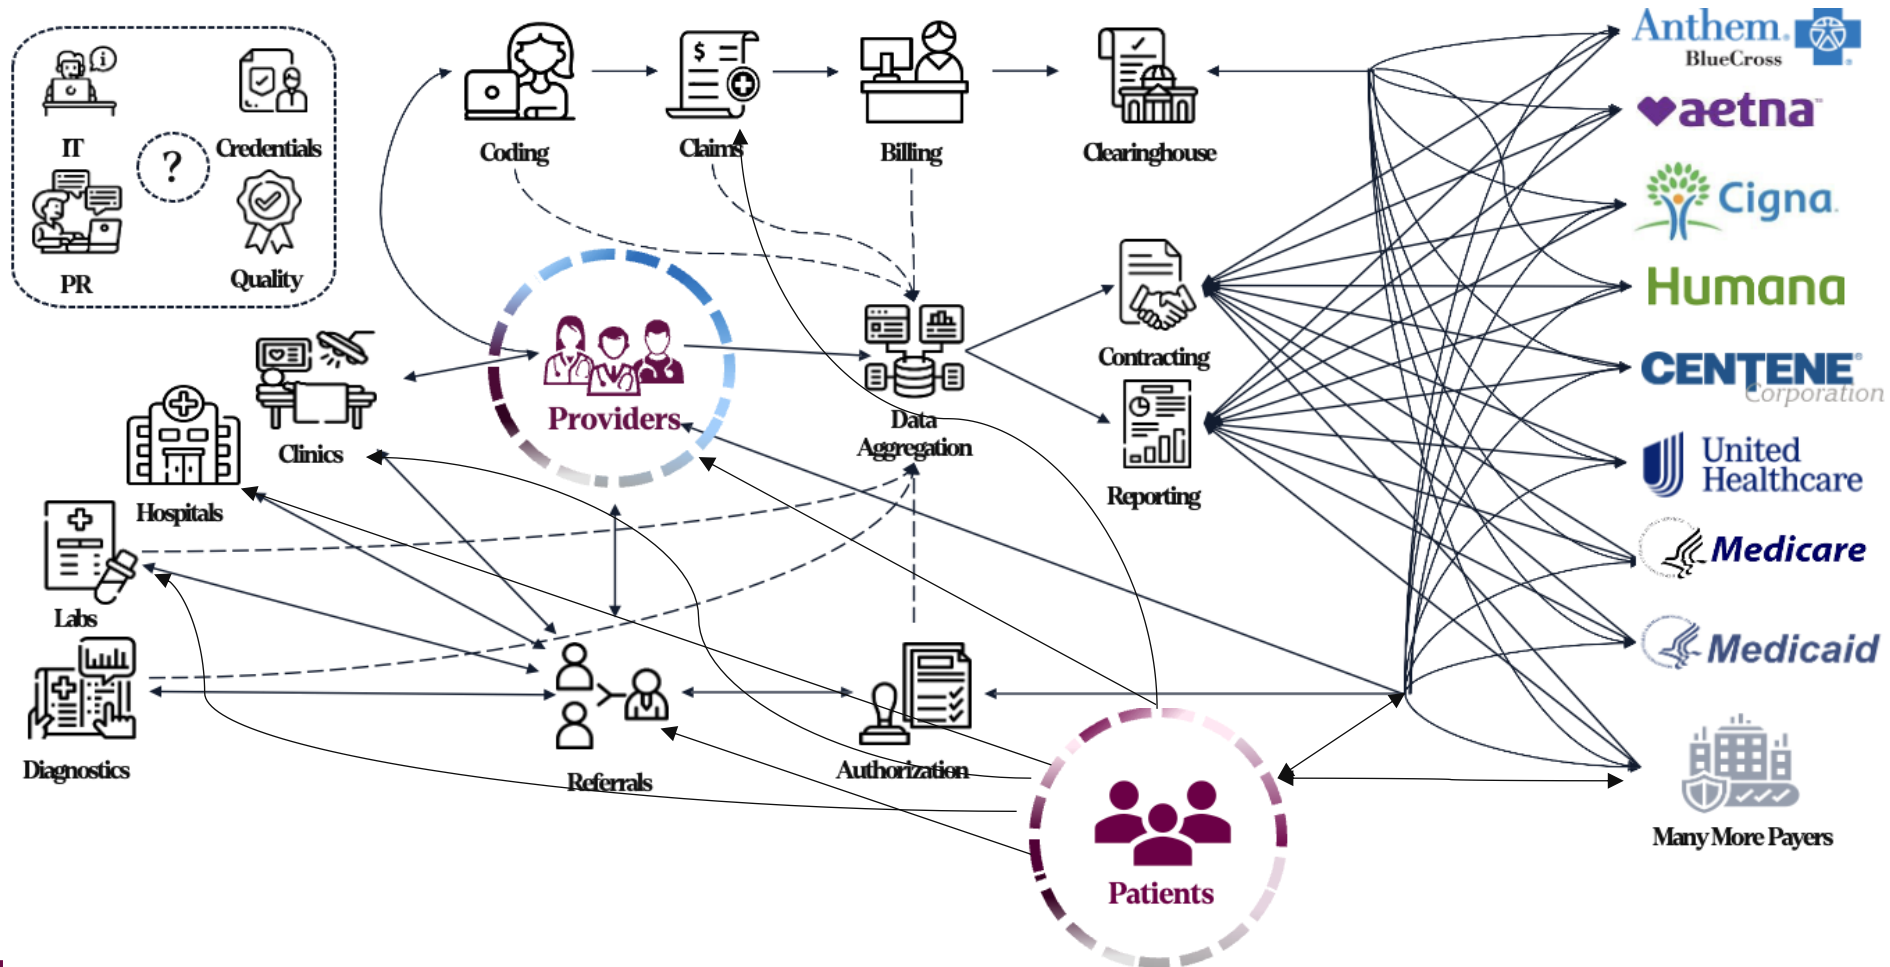 IT
Credentials
?
PR
Quality
$
i
Coding
Claims
Billing
Clearinghouse
Anthem.
BlueCross
aetna™
Cigna.
Contracting
Humana
Providers
Data
Aggregation
Reporting
CENTENE®
Corporation
Clinics
Hospitals
United
Healthcare
Labs
Medicare
Diagnostics
Referrals
Authorization
Medicaid
Patients
Many More Payers